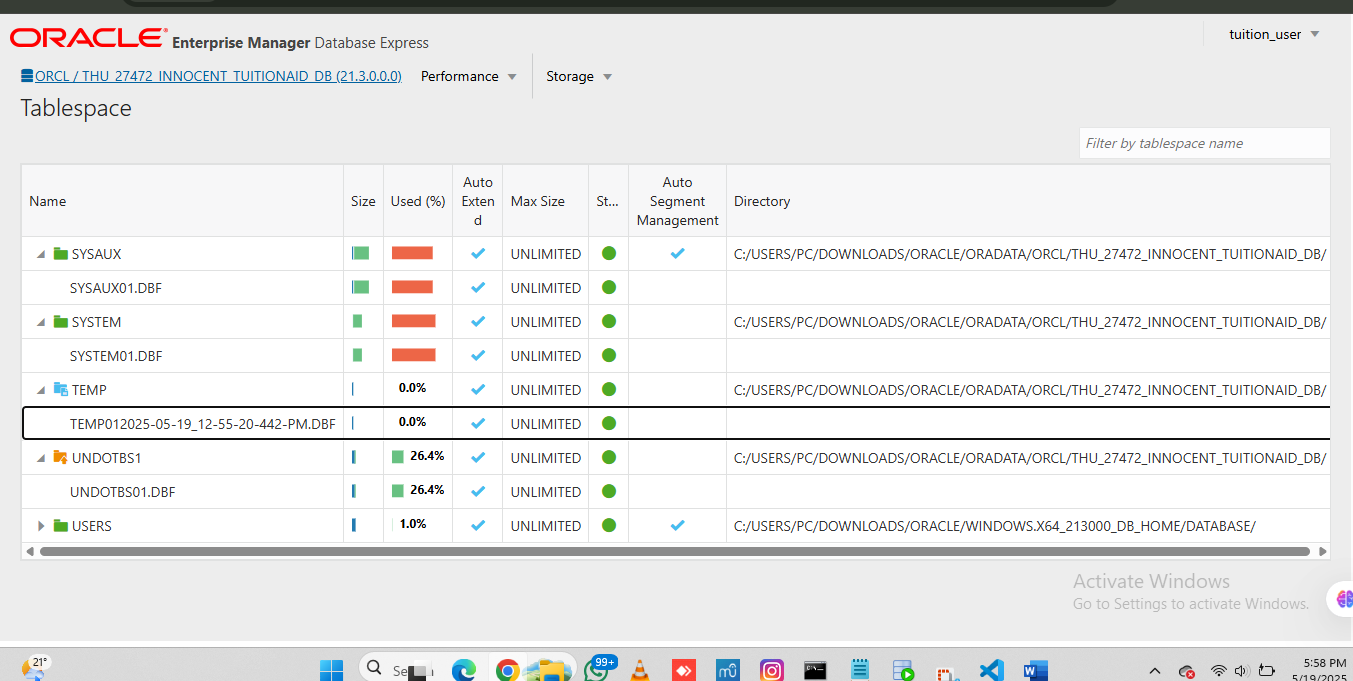 ORACLE Enterprise Manager Database Express
tuition_user
ORCL / THU_27472_INNOCENT_TUITIONAID_DB (21.3.0.0.0) Performance Storage
Tablespace
Filter by tablespace name
Name Size Used (%) Auto Extend Max Size St... Auto Segment Management Directory
SYSAUX UNLIMITED C:/USERS/PC/DOWNLOADS/ORACLE/ORADATA/ORCL/THU_27472_INNOCENT_TUITIONAID_DB/
SYSAUX01.DBF UNLIMITED
SYSTEM UNLIMITED C:/USERS/PC/DOWNLOADS/ORACLE/ORADATA/ORCL/THU_27472_INNOCENT_TUITIONAID_DB/
SYSTEM01.DBF UNLIMITED
TEMP 0.0% UNLIMITED C:/USERS/PC/DOWNLOADS/ORACLE/ORADATA/ORCL/THU_27472_INNOCENT_TUITIONAID_DB/
TEMP012025-05-19_12-55-20-442-PM.DBF 0.0% UNLIMITED
UNDOTBS1 26.4% UNLIMITED C:/USERS/PC/DOWNLOADS/ORACLE/ORADATA/ORCL/THU_27472_INNOCENT_TUITIONAID_DB/
UNDOTBS01.DBF 26.4% UNLIMITED
USERS 1.0% UNLIMITED C:/USERS/PC/DOWNLOADS/ORACLE/WINDOWS.X64_213000_DB_HOME/DATABASE/
Activate Windows
Go to Settings to activate Windows.
21°
99+
5:58 PM
5/19/2025